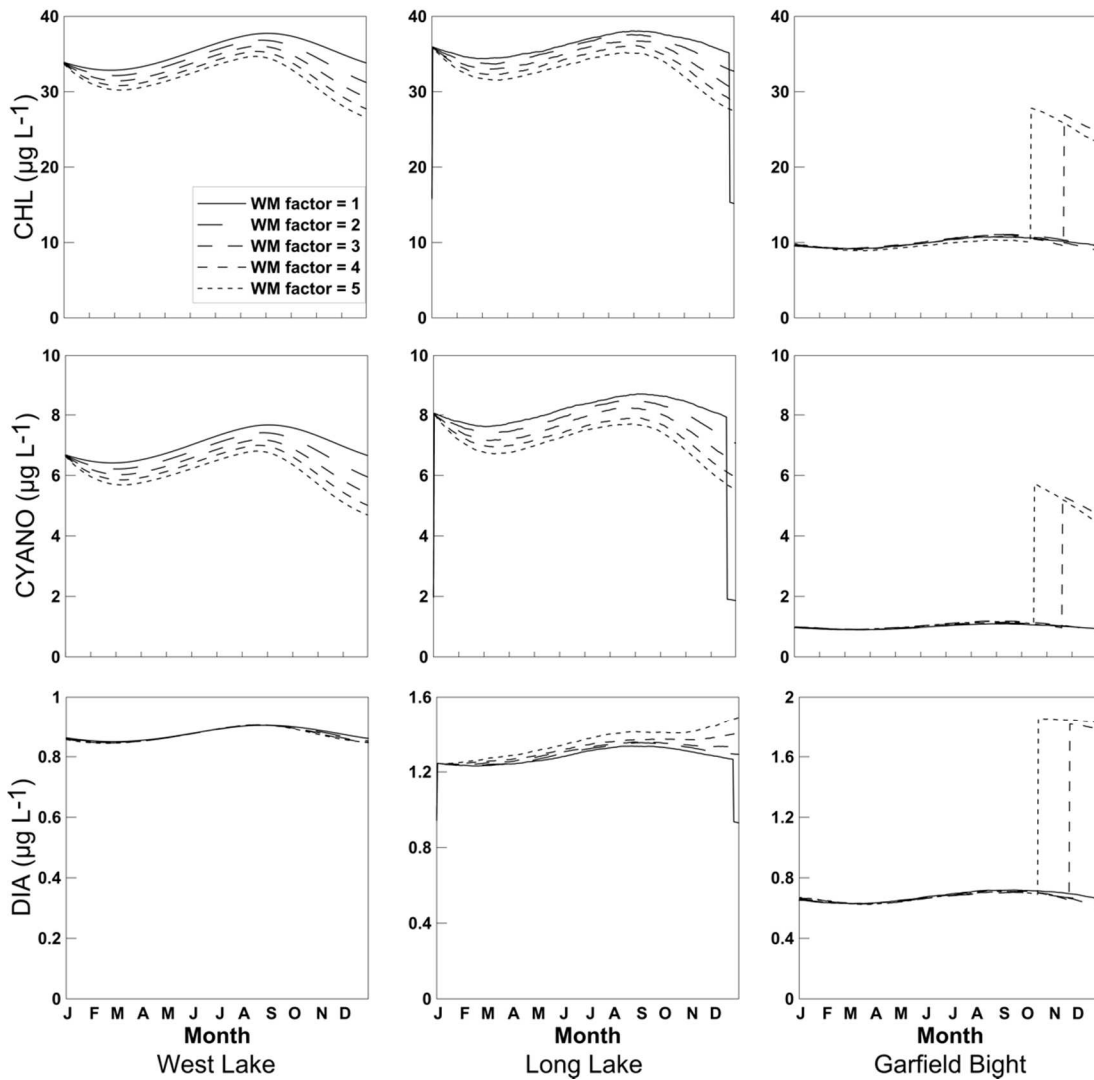 CHL (µg L-1)
40
30
20
10
0
WM factor = 1
WM factor = 2
WM factor = 3
WM factor = 4
WM factor = 5
40
30
20
10
0
40
30
20
10
0
CYANO (µg L-1)
10
8
6
4
2
0
10
8
6
4
2
0
10
8
6
4
2
0
DIA (µg L-1)
1
0.8
0.6
0.4
0.2
0
1.6
1.2
0.8
0.4
0
2
1.6
1.2
0.8
0.4
0
J F M A M J J A S O N D
Month
West Lake
J F M A M J J A S O N D
Month
Long Lake
J F M A M J J A S O N D
Month
Garfield Bight